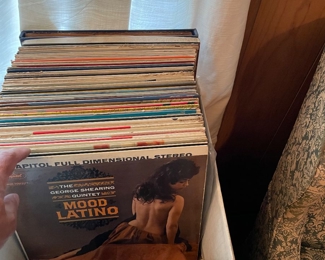 CAPITOL FULL DIMENSIONAL STEREO
THE
GEORGE SHEARING
QUINTET
MOOD
LATINO